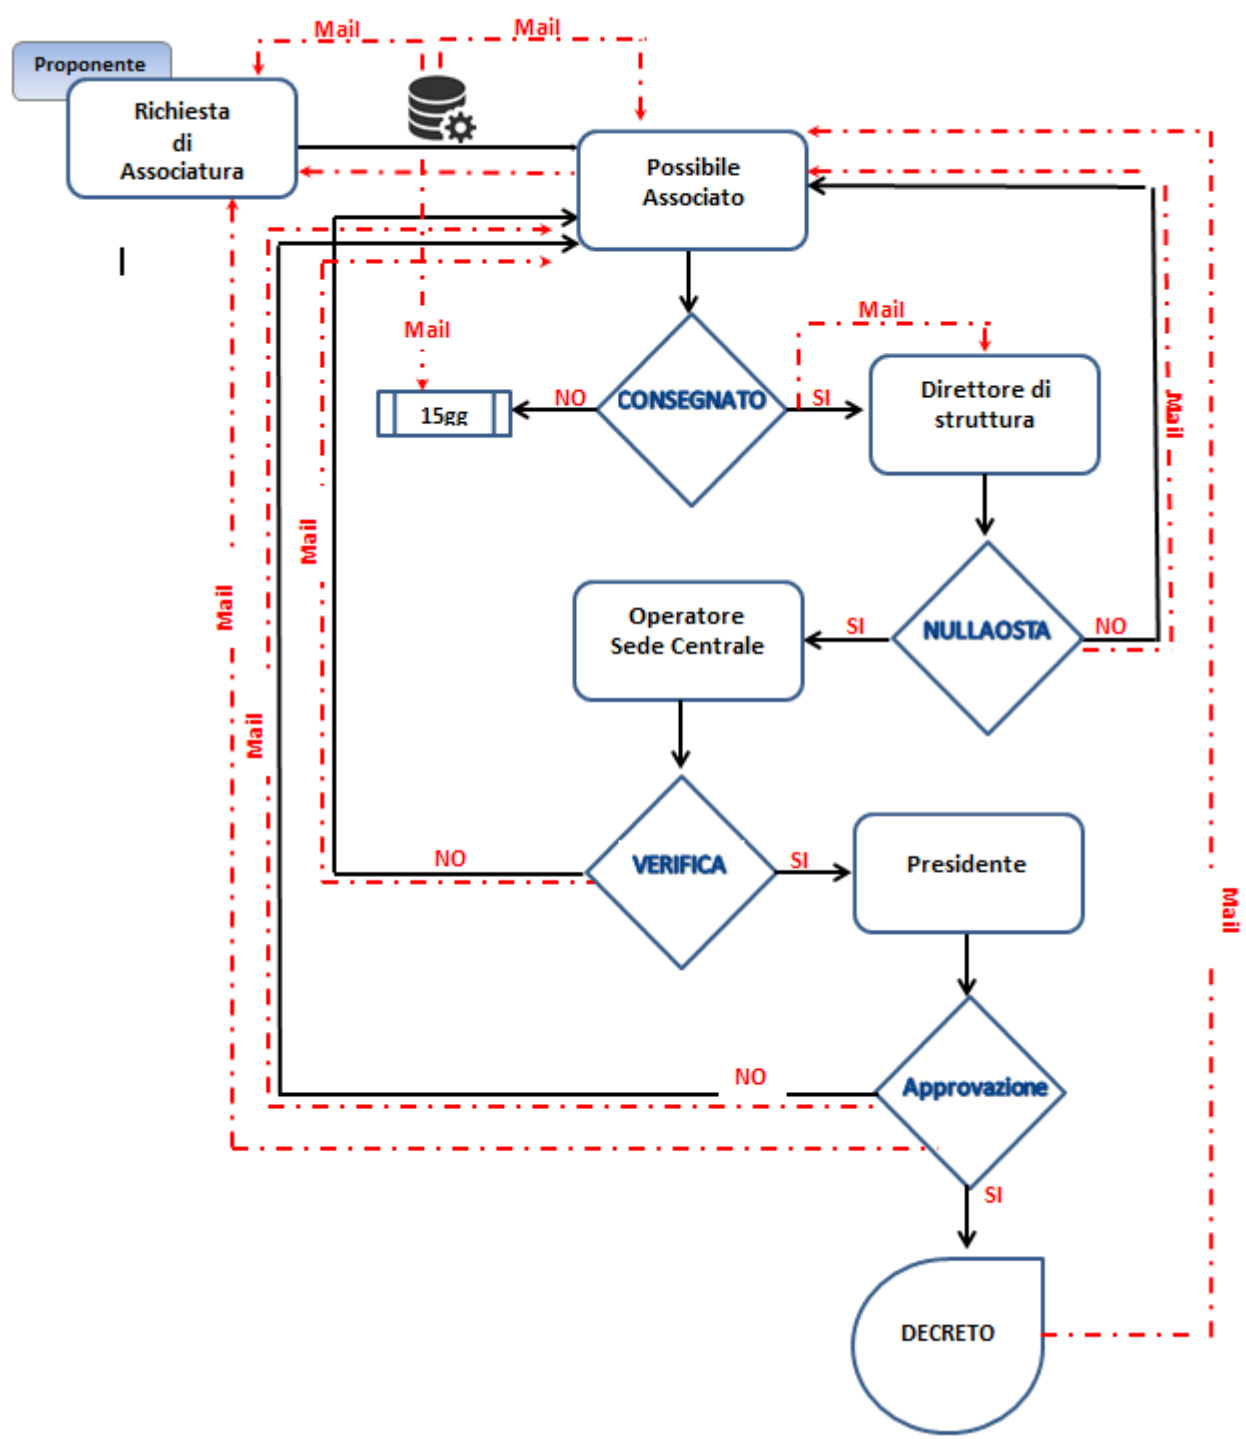 Mail
Mail
Proponente
Richiesta
di
Associatura
Possibile
Associato
Mail
Mail
CONSEGNATO
NO
SI
15gg
Direttore di
struttura
Mail
Mail
Operatore
Sede Centrale
SI
NULLAOSTA
NO
Mail
Mail
NO
VERIFICA
SI
Presidente
Mail
NO
Approvazione
SI
DECRETO